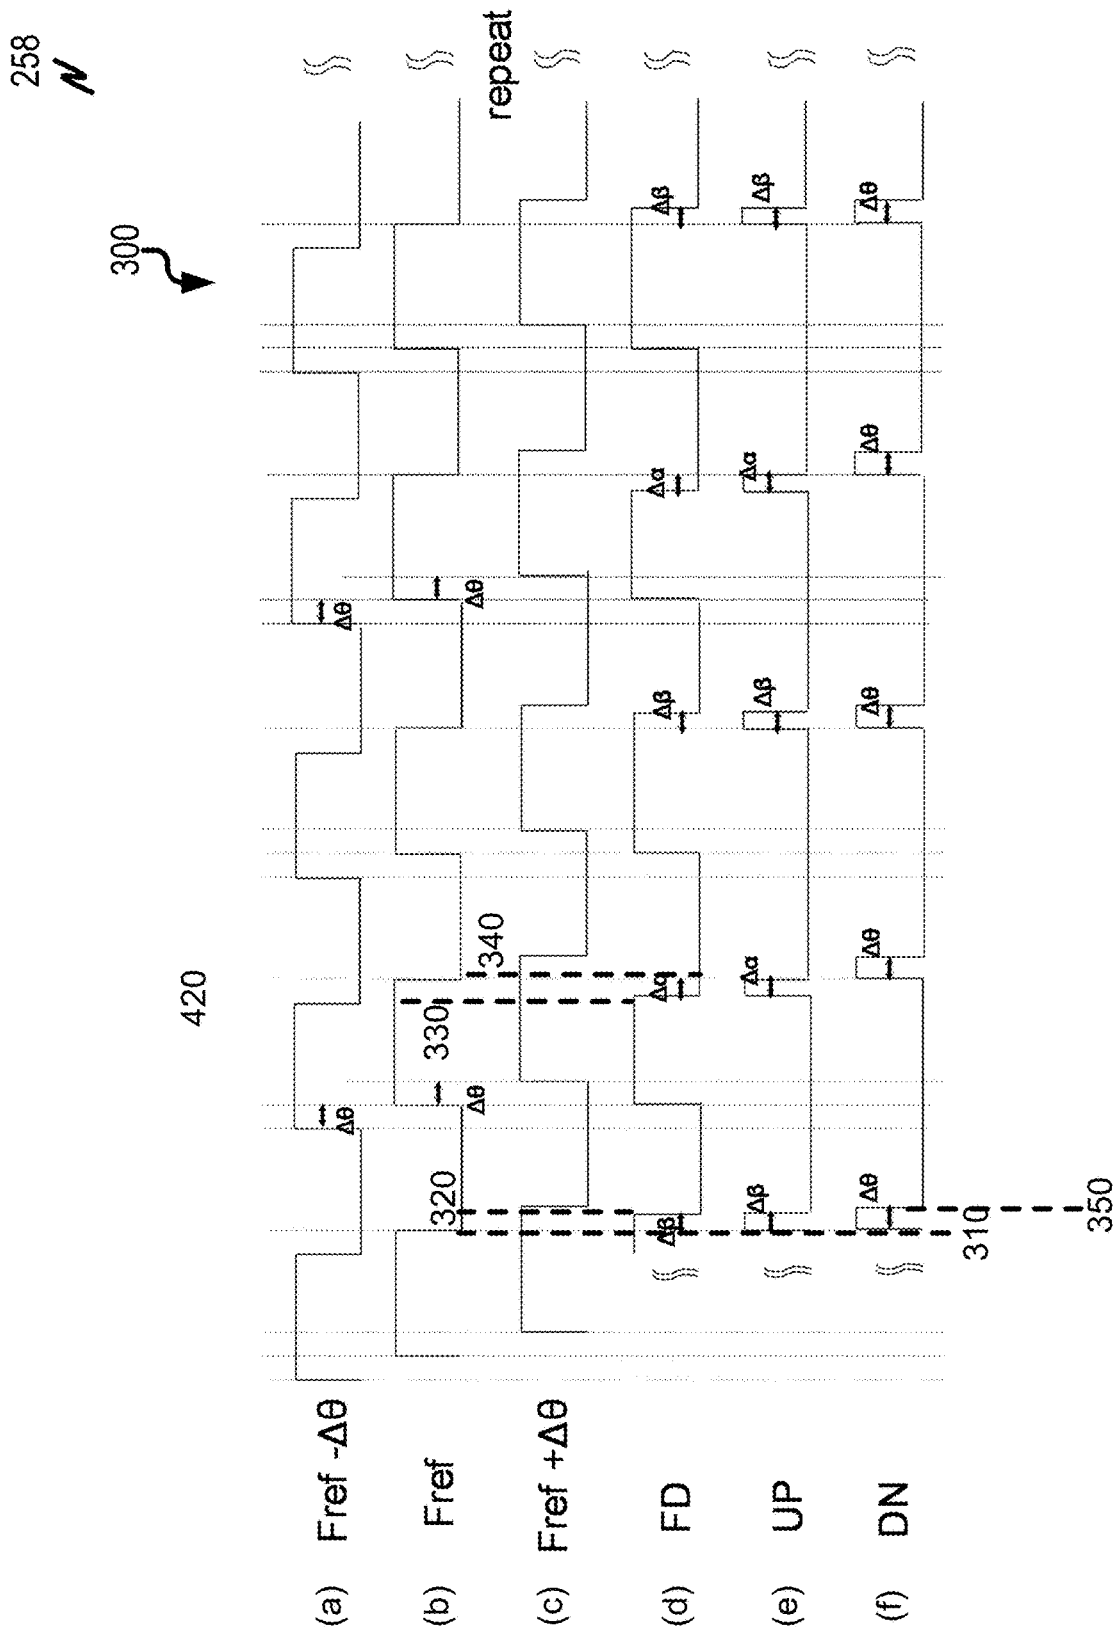 258
300
420
repeat
(a) Fref -Δθ
Δθ
Δθ
(b) Fref
320
Δθ
330
340
Δθ
(c) Fref +Δθ
(d) FD
Δβ
Δα
Δβ
Δα
Δβ
(e) UP
Δβ
Δα
Δβ
Δα
Δβ
(f) DN
Δθ
Δθ
Δθ
Δθ
Δθ
310
350